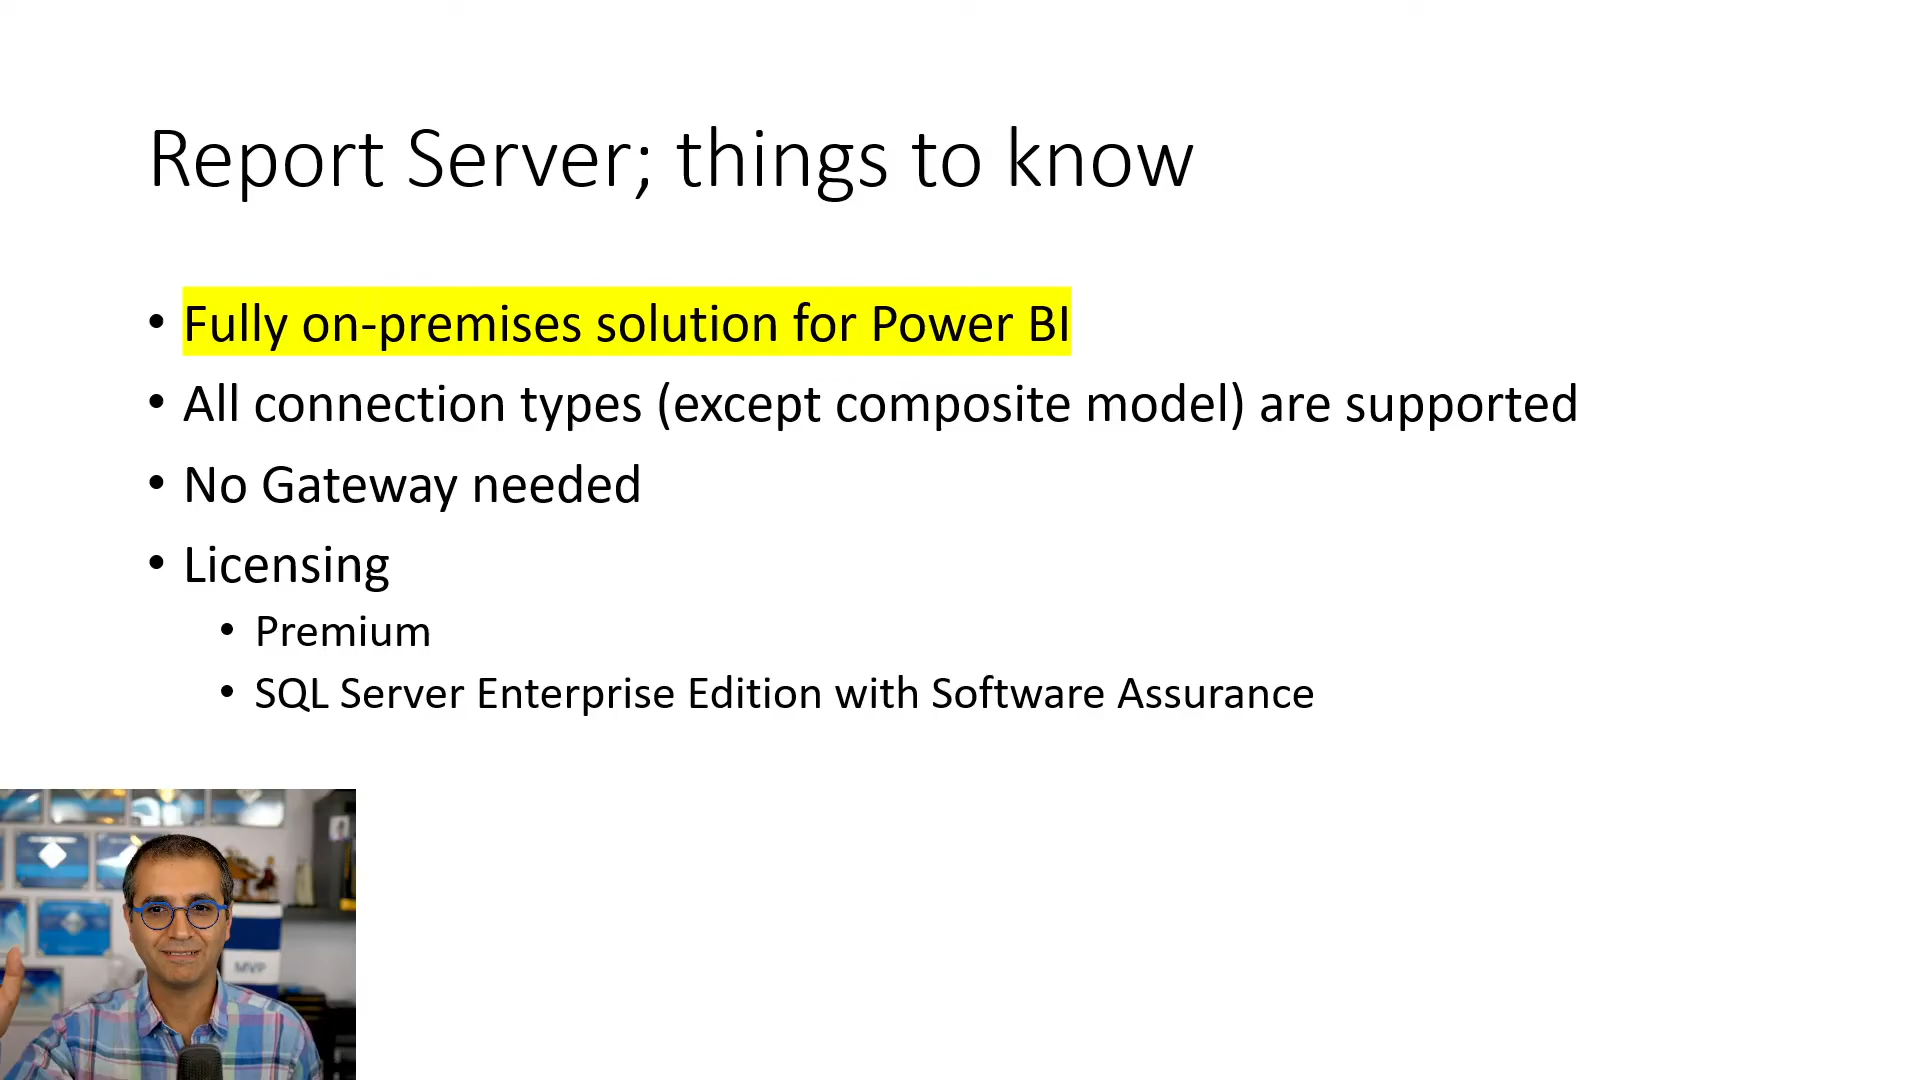 Report Server; things to know
• Fully on-premises solution for Power BI
• All connection types (except composite model) are supported
• No Gateway needed
• Licensing
• Premium
• SQL Server Enterprise Edition with Software Assurance
MVP